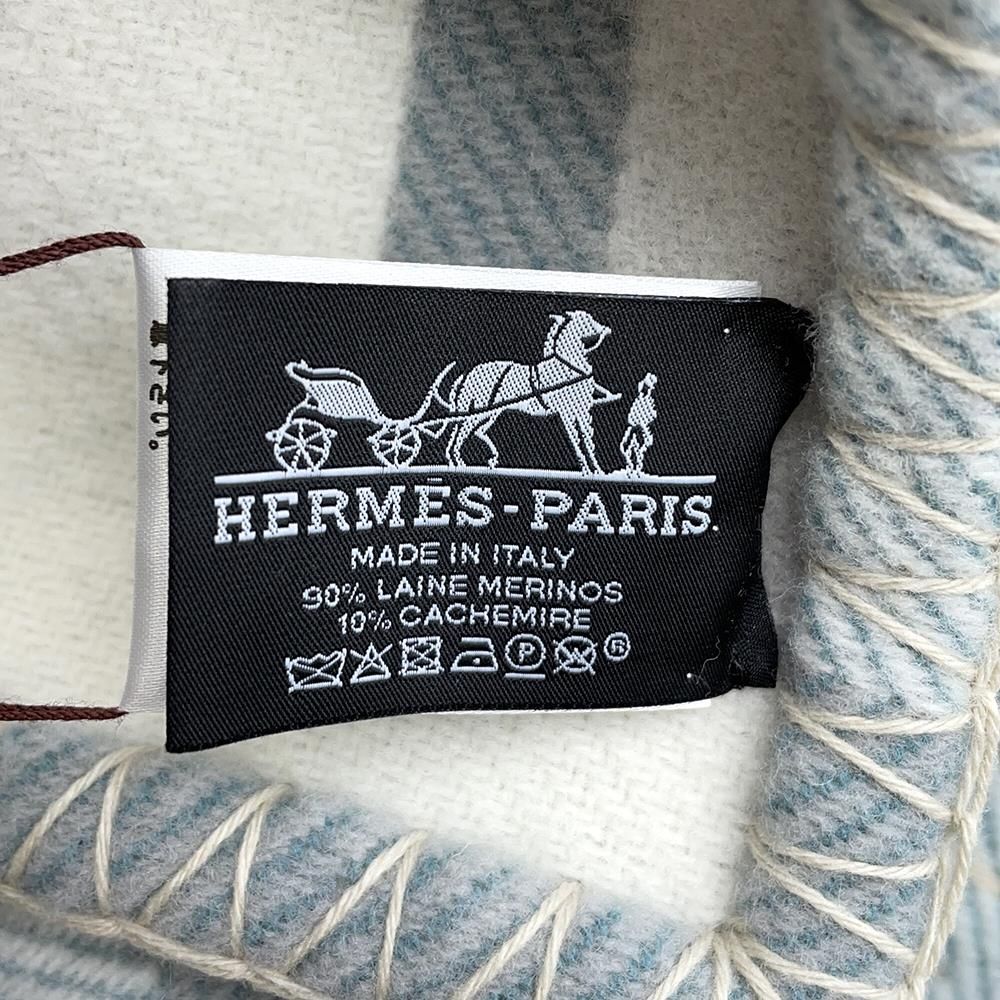 HERMÈS-PARIS.
MADE IN ITALY
90% LAINE MERINOS
10% CACHEMIRE
P ®